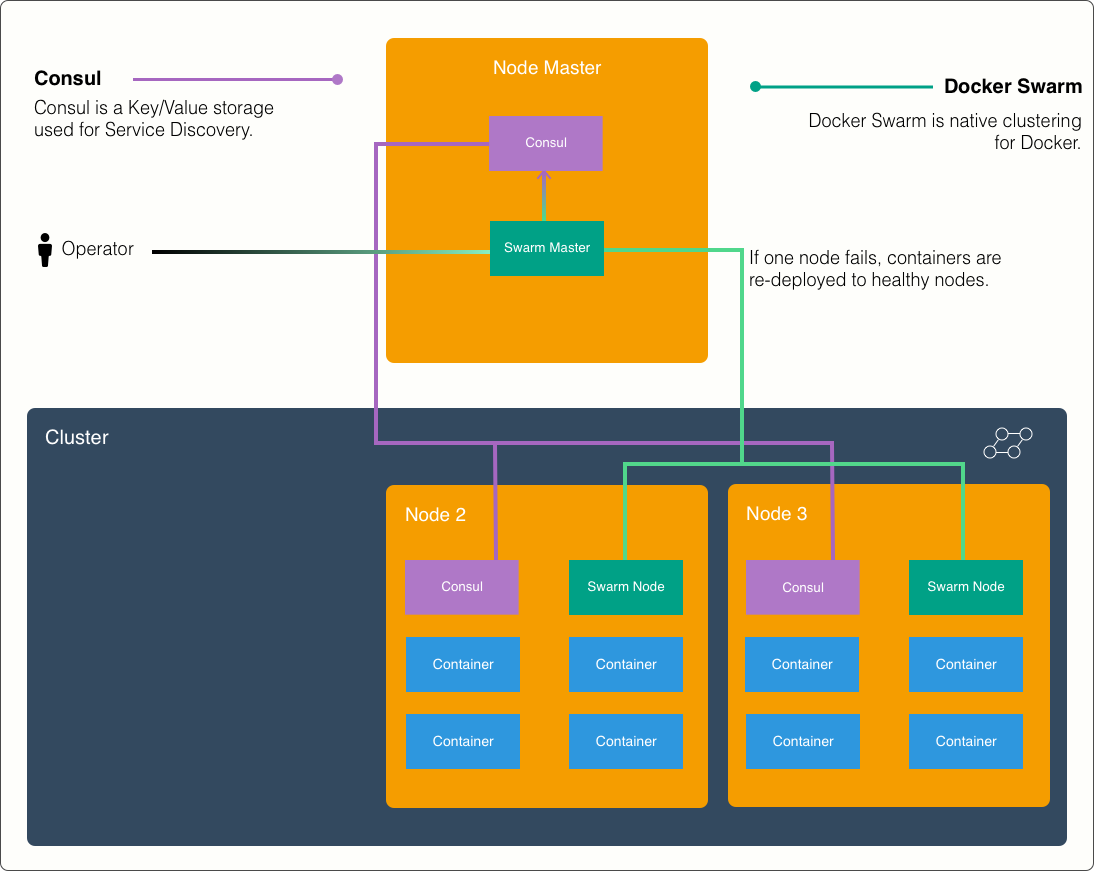 Node Master
Consul
Consul is a Key/Value storage
used for Service Discovery.
Docker Swarm
Docker Swarm is native clustering
for Docker.
Consul
Operator
Swarm Master
If one node fails, containers are
re-deployed to healthy nodes.
Cluster
Node 2
Consul
Swarm Node
Container
Container
Container
Container
Node 3
Consul
Swarm Node
Container
Container
Container
Container